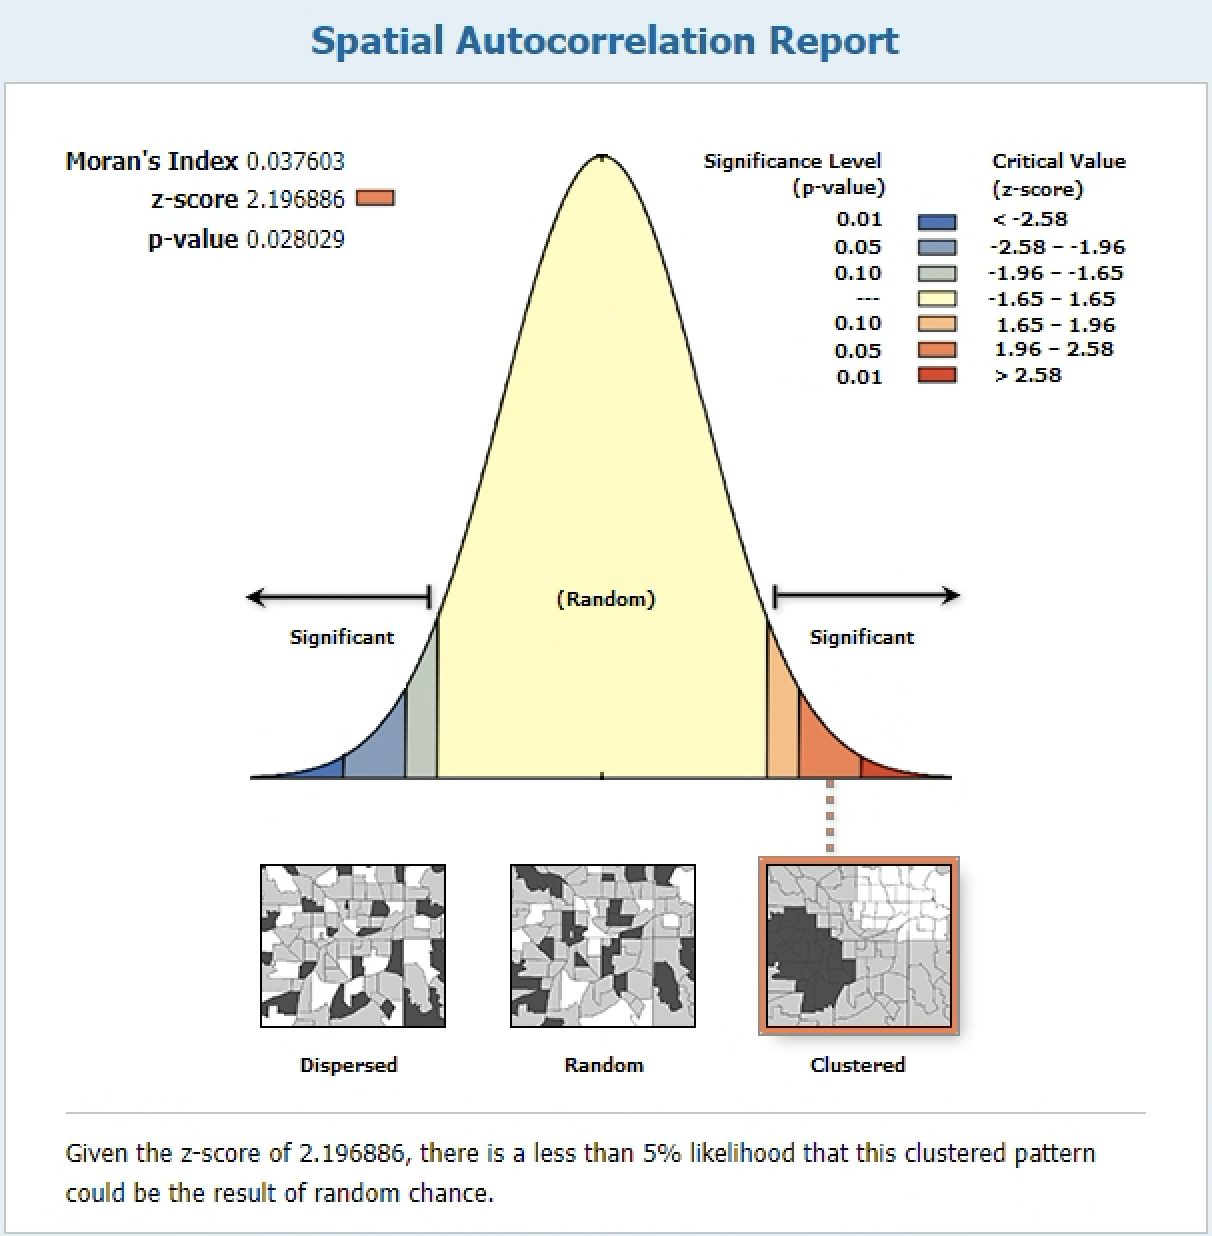 Spatial Autocorrelation Report
Moran's Index 0.037603
z-score 2.196886
p-value 0.028029
Significance Level
(p-value)
Critical Value
(z-score)
0.01 < -2.58
0.05 -2.58 – -1.96
0.10 -1.96 – -1.65
--- -1.65 – 1.65
0.10 1.65 – 1.96
0.05 1.96 – 2.58
0.01 > 2.58
(Random)
Significant
Significant
Dispersed
Random
Clustered
Given the z-score of 2.196886, there is a less than 5% likelihood that this clustered pattern
could be the result of random chance.